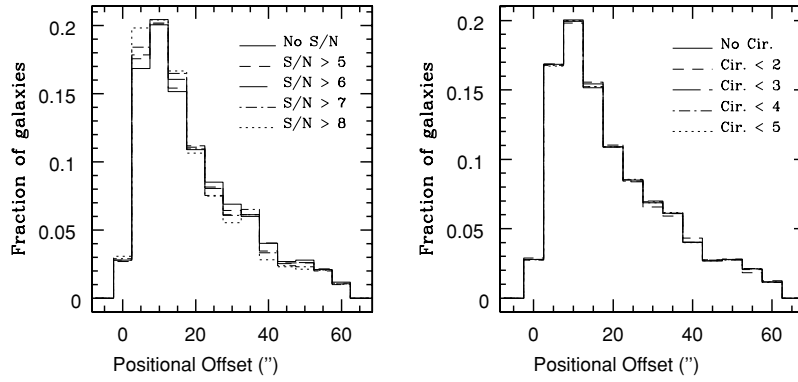 No S/N
S/N > 5
S/N > 6
S/N > 7
S/N > 8
0.2
0.15
0.1
0.05
0
Fraction of galaxies
0 20 40 60
Positional Offset (")
No Cir.
Cir. < 2
Cir. < 3
Cir. < 4
Cir. < 5
0.2
0.15
0.1
0.05
0
Fraction of galaxies
0 20 40 60
Positional Offset (")